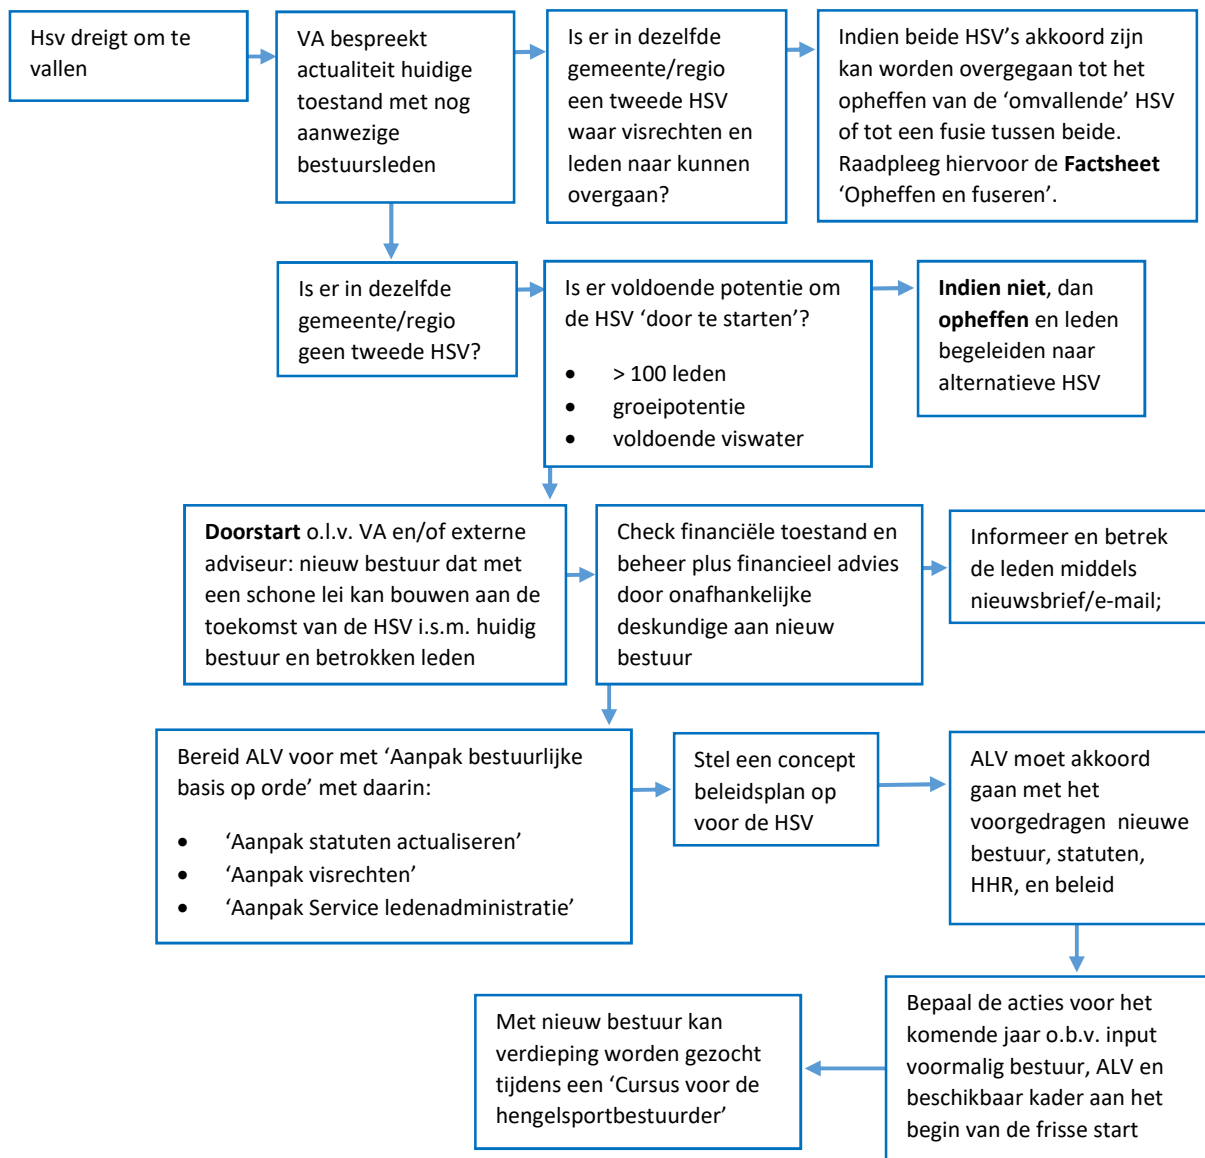 Hsv dreigt om te
vallen
VA bespreekt
actualiteit huidige
toestand met nog
aanwezige
bestuursleden
Is er in dezelfde
gemeente/regio
een tweede HSV
waar visrechten en
leden naar kunnen
overgaan?
Indien beide HSV’s akkoord zijn
kan worden overgegaan tot het
opheffen van de ‘omvallende’ HSV
of tot een fusie tussen beide.
Raadpleeg hiervoor de Factsheet
‘Opheffen en fuseren’.
Is er in dezelfde
gemeente/regio
geen tweede HSV?
Is er voldoende potentie om
de HSV ‘door te starten’?
• > 100 leden
• groeipotentie
• voldoende viswater
Indien niet, dan
opheffen en leden
begeleiden naar
alternatieve HSV
Doorstart o.l.v. VA en/of externe
adviseur: nieuw bestuur dat met
een schone lei kan bouwen aan de
toekomst van de HSV i.s.m. huidig
bestuur en betrokken leden
Check financiële toestand en
beheer plus financieel advies
door onafhankelijke
deskundige aan nieuw
bestuur
Informeer en betrek
de leden middels
nieuwsbrief/e-mail;
Bereid ALV voor met ‘Aanpak bestuurlijke
basis op orde’ met daarin:
• ‘Aanpak statuten actualiseren’
• ‘Aanpak visrechten’
• ‘Aanpak Service ledenadministratie’
Stel een concept
beleidsplan op
voor de HSV
ALV moet akkoord
gaan met het
voorgedragen nieuwe
bestuur, statuten,
HHR, en beleid
Bepaal de acties voor het
komende jaar o.b.v. input
voormalig bestuur, ALV en
beschikbaar kader aan het
begin van de frisse start
Met nieuw bestuur kan
verdieping worden gezocht
tijdens een ‘Cursus voor de
hengelsportbestuurder’